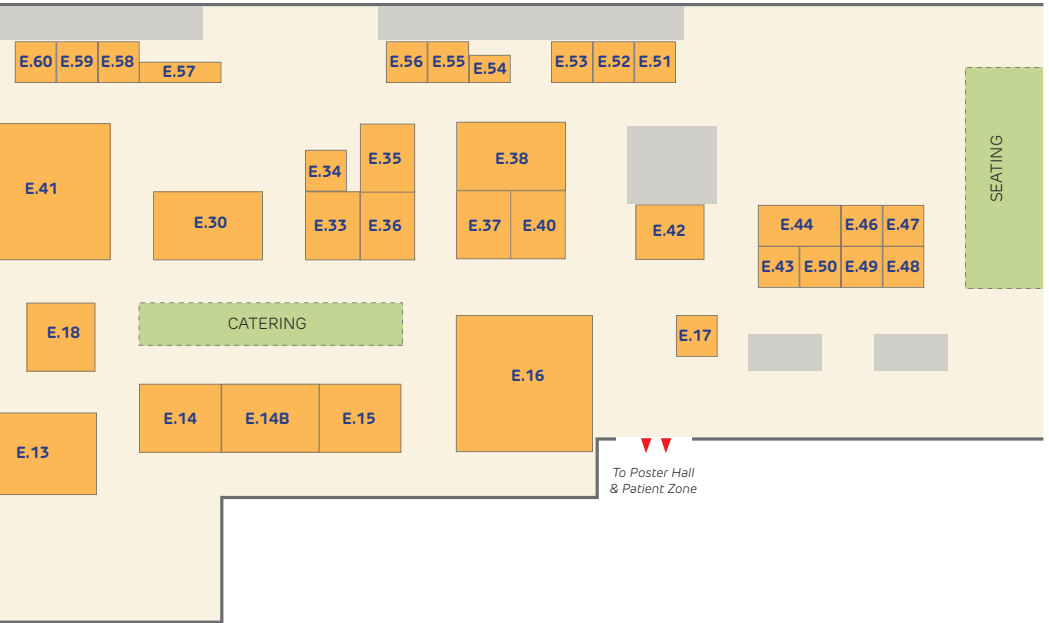 E.60
E.59
E.58
E.57
E.56
E.55
E.54
E.53
E.52
E.51
SEATING
E.41
E.30
E.34
E.35
E.33
E.36
E.38
E.37
E.40
E.42
E.44
E.46
E.47
E.43
E.50
E.49
E.48
E.18
CATERING
E.16
E.17
E.14
E.14B
E.15
E.13
To Poster Hall
& Patient Zone